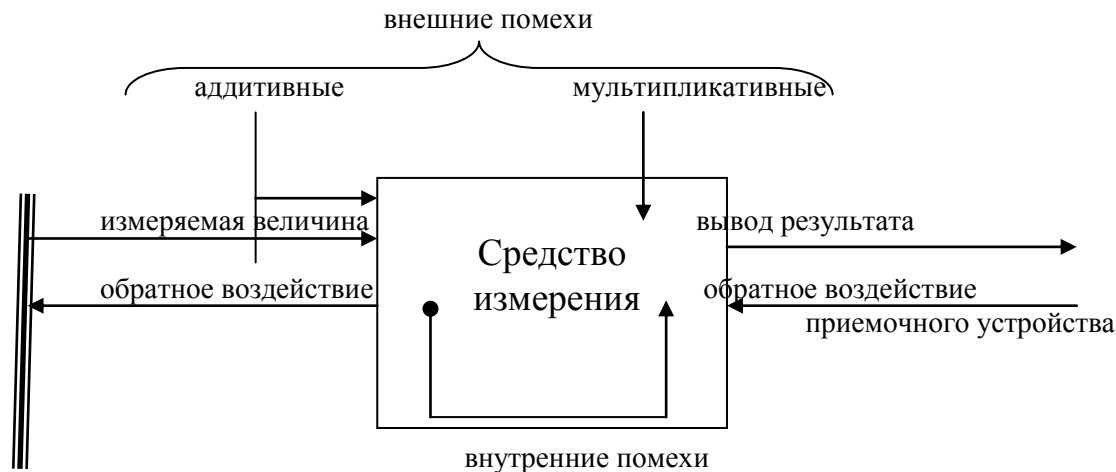 внешние помехи
аддитивные
мультипликативные
измеряемая величина
вывод результата
Средство
измерения
обратное воздействие
обратное воздействие
приемочного устройства
внутренние помехи